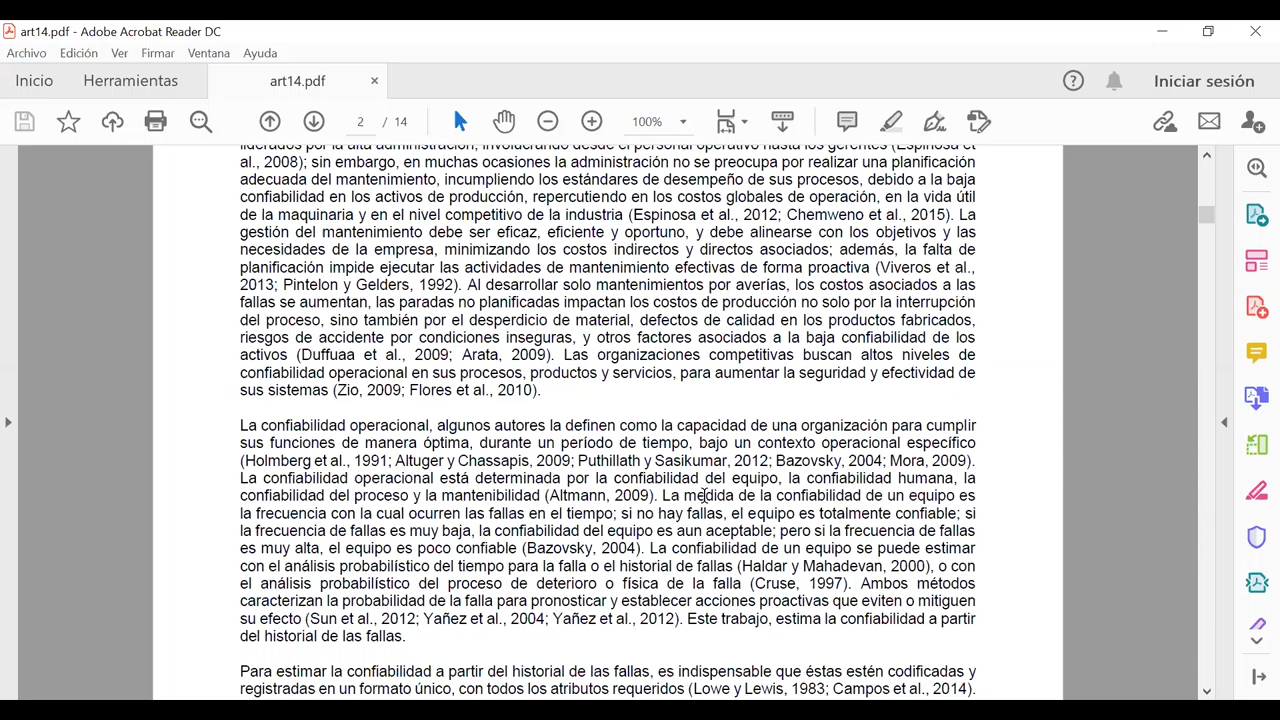 art14.pdf - Adobe Acrobat Reader DC
Archivo Edición Ver Firmar Ventana Ayuda
Inicio Herramientas art14.pdf × Iniciar sesión
2 / 14 100%
liderados por la alta administración, involucrando desde el personal operativo hasta los gerentes (Espinosa et
al., 2008); sin embargo, en muchas ocasiones la administración no se preocupa por realizar una planificación
adecuada del mantenimiento, incumpliendo los estándares de desempeño de sus procesos, debido a la baja
confiabilidad en los activos de producción, repercutiendo en los costos globales de operación, en la vida útil
de la maquinaria y en el nivel competitivo de la industria (Espinosa et al., 2012; Chemweno et al., 2015). La
gestión del mantenimiento debe ser eficaz, eficiente y oportuno, y debe alinearse con los objetivos y las
necesidades de la empresa, minimizando los costos indirectos y directos asociados; además, la falta de
planificación impide ejecutar las actividades de mantenimiento efectivas de forma proactiva (Viveros et al.,
2013; Pintelon y Gelders, 1992). Al desarrollar solo mantenimientos por averías, los costos asociados a las
fallas se aumentan, las paradas no planificadas impactan los costos de producción no solo por la interrupción
del proceso, sino también por el desperdicio de material, defectos de calidad en los productos fabricados,
riesgos de accidente por condiciones inseguras, y otros factores asociados a la baja confiabilidad de los
activos (Duffuaa et al., 2009; Arata, 2009). Las organizaciones competitivas buscan altos niveles de
confiabilidad operacional en sus procesos, productos y servicios, para aumentar la seguridad y efectividad de
sus sistemas (Zio, 2009; Flores et al., 2010).
La confiabilidad operacional, algunos autores la definen como la capacidad de una organización para cumplir
sus funciones de manera óptima, durante un período de tiempo, bajo un contexto operacional específico
(Holmberg et al., 1991; Altuger y Chassapis, 2009; Puthillath y Sasikumar, 2012; Bazovsky, 2004; Mora, 2009).
La confiabilidad operacional está determinada por la confiabilidad del equipo, la confiabilidad humana, la
confiabilidad del proceso y la mantenibilidad (Altmann, 2009). La medida de la confiabilidad de un equipo es
la frecuencia con la cual ocurren las fallas en el tiempo; si no hay fallas, el equipo es totalmente confiable; si
la frecuencia de fallas es muy baja, la confiabilidad del equipo es aun aceptable; pero si la frecuencia de fallas
es muy alta, el equipo es poco confiable (Bazovsky, 2004). La confiabilidad de un equipo se puede estimar
con el análisis probabilístico del tiempo para la falla o el historial de fallas (Haldar y Mahadevan, 2000), o con
el análisis probabilístico del proceso de deterioro o física de la falla (Cruse, 1997). Ambos métodos
caracterizan la probabilidad de la falla para pronosticar y establecer acciones proactivas que eviten o mitiguen
su efecto (Sun et al., 2012; Yañez et al., 2004; Yañez et al., 2012). Este trabajo, estima la confiabilidad a partir
del historial de las fallas.
Para estimar la confiabilidad a partir del historial de las fallas, es indispensable que éstas estén codificadas y
registradas en un formato único, con todos los atributos requeridos (Lowe y Lewis, 1983; Campos et al., 2014).